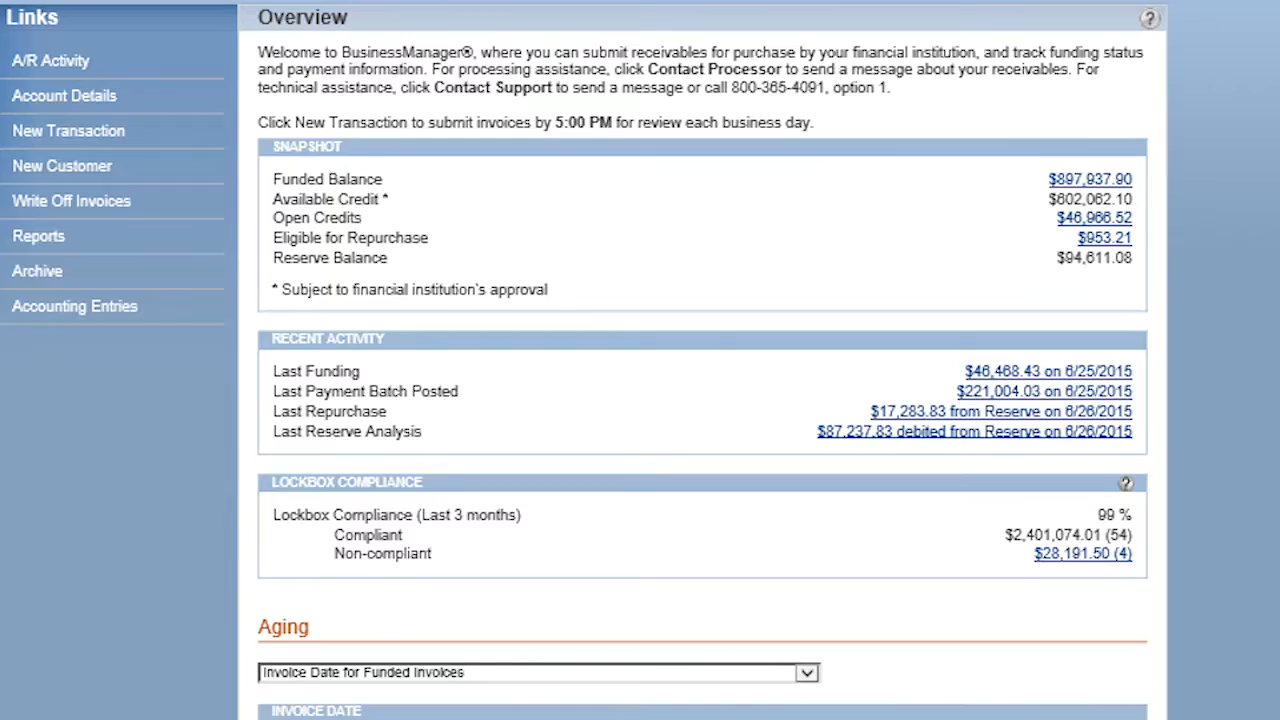 Links
A/R Activity
Account Details
New Transaction
New Customer
Write Off Invoices
Reports
Archive
Accounting Entries
Overview
?
Welcome to BusinessManager®, where you can submit receivables for purchase by your financial institution, and track funding status
and payment information. For processing assistance, click Contact Processor to send a message about your receivables. For
technical assistance, click Contact Support to send a message or call 800-365-4091, option 1.
Click New Transaction to submit invoices by 5:00 PM for review each business day.
SNAPSHOT
Funded Balance $897,937.90
Available Credit * $602,062.10
Open Credits $46,966.52
Eligible for Repurchase $953.21
Reserve Balance $94,611.08
* Subject to financial institution's approval
RECENT ACTIVITY
Last Funding $46,468.43 on 6/25/2015
Last Payment Batch Posted $221,004.03 on 6/25/2015
Last Repurchase $17,283.83 from Reserve on 6/26/2015
Last Reserve Analysis $87,237.83 debited from Reserve on 6/26/2015
LOCKBOX COMPLIANCE ?
Lockbox Compliance (Last 3 months) 99 %
Compliant $2,401,074.01 (54)
Non-compliant $28,191.50 (4)
Aging
Invoice Date for Funded Invoices
INVOICE DATE